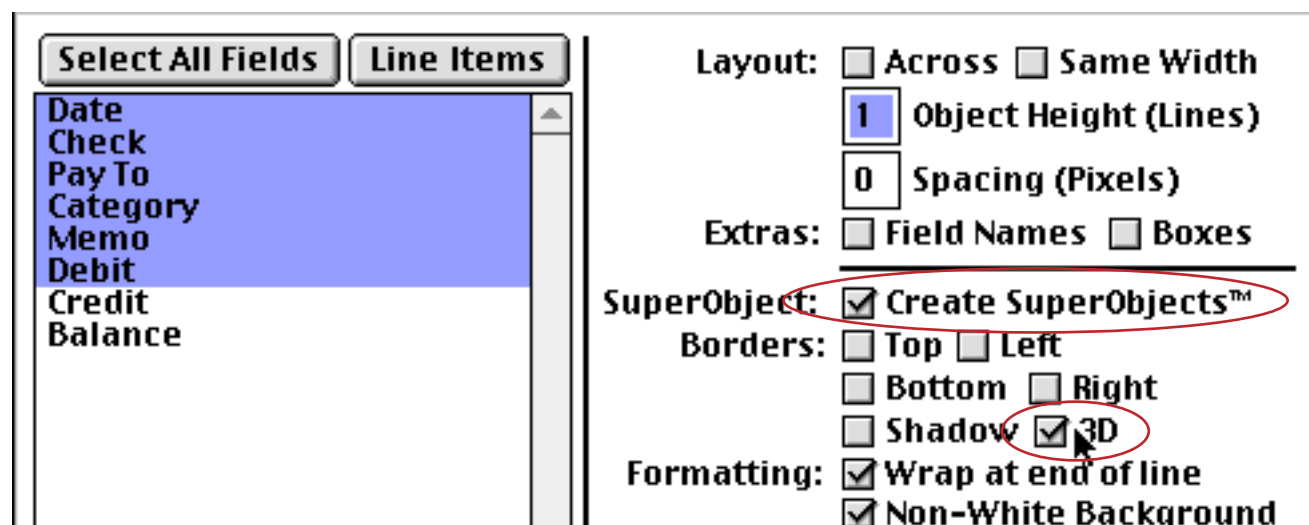 Select All Fields Line Items
Date
Check
Pay To
Category
Memo
Debit
Credit
Balance
Layout: Across Same Width
1 Object Height (Lines)
0 Spacing (Pixels)
Extras: Field Names Boxes
SuperObject: Create SuperObjects™
Borders: Top Left
Bottom Right
Shadow 3D
Formatting: Wrap at end of line
Non-White Background